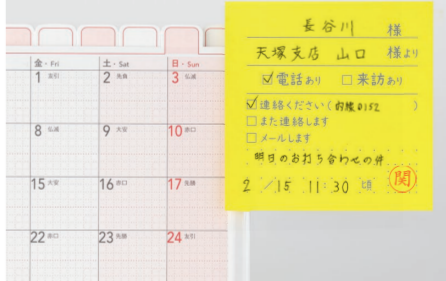 金・Fri
土・Sat
日・Sun
1 友引
2 先負
3 仏滅
8 仏滅
9 大安
10 赤口
15 大安
16 赤口
17 先勝
22 赤口
23 先勝
24 友引
長谷川 様
天塚支店 山口 様より
☑電話あり □来訪あり
☑連絡ください(内線0152)
□また連絡します
□メールします
明日のお打ち合わせの件
2/15 11:30 頃
関